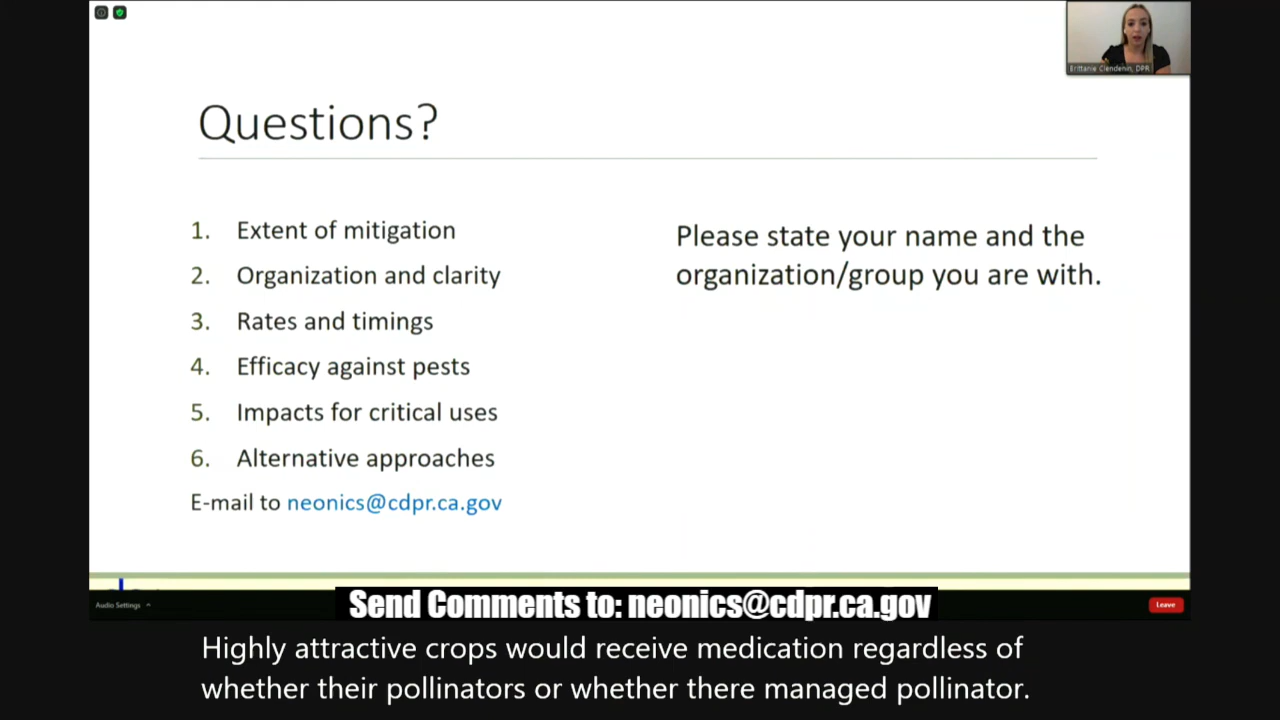 Brittanie Clendenin, DPR
Questions?
1. Extent of mitigation
2. Organization and clarity
3. Rates and timings
4. Efficacy against pests
5. Impacts for critical uses
6. Alternative approaches
E-mail to neonics@cdpr.ca.gov
Please state your name and the
organization/group you are with.
Audio Settings
Send Comments to: neonics@cdpr.ca.gov
Leave
Highly attractive crops would receive medication regardless of
whether their pollinators or whether there managed pollinator.